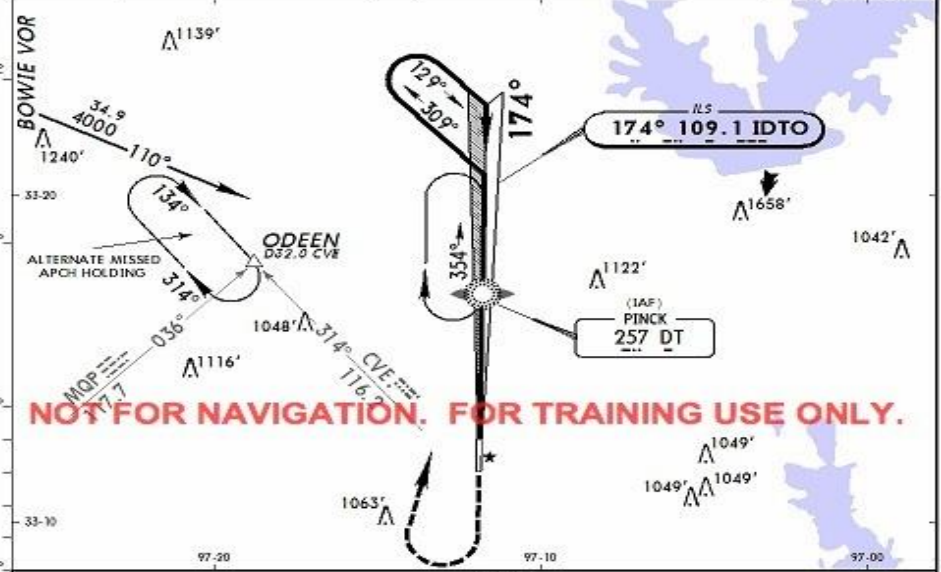 1139'
BOWIE VOR
34.9
4000
110°
1240'
129°
309°
174°
ILS
174° 109.1 IDTO
33-20
134°
314°
ALTERNATE MISSED
APCH HOLDING
ODEEN
D32.0 CVE
354°
1658'
1042'
1122'
(IAF)
PINCK
257 DT
1048'
036°
314°
CVE
116.
1116'
MQP
117.7
NOT FOR NAVIGATION. FOR TRAINING USE ONLY.
1049'
1049'
1049'
1063'
33-10
97-20
97-10
97-00